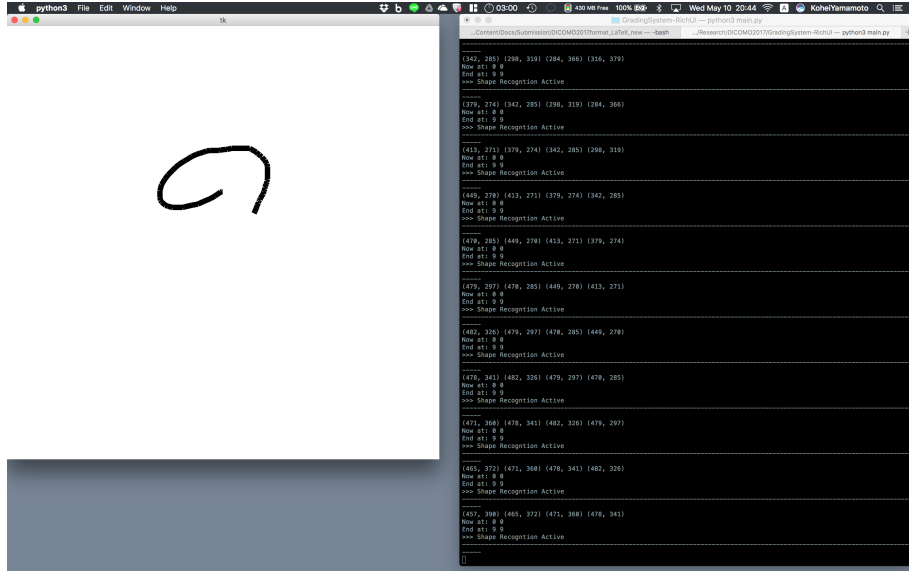 python3 File Edit Window Help 03:00 430 MB Free 100% Wed May 10 20:44 A KoheiYamamoto
tk
GradingSystem-RichUI — python3 main.py
...Content/Docs/Submission/DICOMO2017format_LaTeX_new — -bash
.../Research/DICOMO2017/GradingSystem-RichUI — python3 main.py
(342, 285) (298, 319) (284, 366) (316, 379)
Now at: 0 0
End at: 9 9
>>> Shape Recogntion Active
(379, 274) (342, 285) (298, 319) (284, 366)
Now at: 0 0
End at: 9 9
>>> Shape Recogntion Active
(413, 271) (379, 274) (342, 285) (298, 319)
Now at: 0 0
End at: 9 9
>>> Shape Recogntion Active
(449, 270) (413, 271) (379, 274) (342, 285)
Now at: 0 0
End at: 9 9
>>> Shape Recogntion Active
(470, 285) (449, 270) (413, 271) (379, 274)
Now at: 0 0
End at: 9 9
>>> Shape Recogntion Active
(479, 297) (470, 285) (449, 270) (413, 271)
Now at: 0 0
End at: 9 9
>>> Shape Recogntion Active
(482, 326) (479, 297) (470, 285) (449, 270)
Now at: 0 0
End at: 9 9
>>> Shape Recogntion Active
(478, 341) (482, 326) (479, 297) (470, 285)
Now at: 0 0
End at: 9 9
>>> Shape Recogntion Active
(471, 360) (478, 341) (482, 326) (479, 297)
Now at: 0 0
End at: 9 9
>>> Shape Recogntion Active
(465, 372) (471, 360) (478, 341) (482, 326)
Now at: 0 0
End at: 9 9
>>> Shape Recogntion Active
(457, 390) (465, 372) (471, 360) (478, 341)
Now at: 0 0
End at: 9 9
>>> Shape Recogntion Active